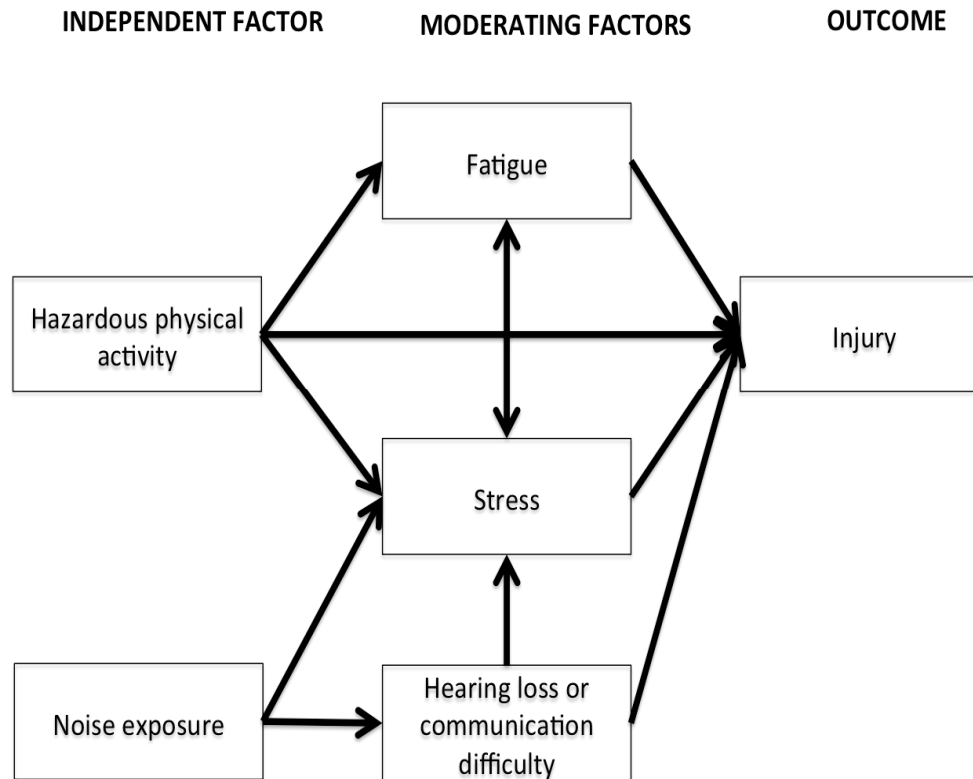 INDEPENDENT FACTOR
MODERATING FACTORS
OUTCOME
Fatigue
Hazardous physical
activity
Injury
Stress
Noise exposure
Hearing loss or
communication
difficulty